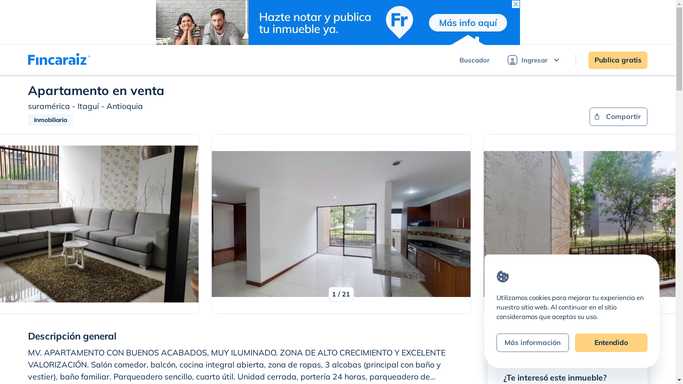 Hazte notar y publica
tu inmueble ya.
Fr
Más info aquí
Fincaraiz
Buscador
Ingresar
Publica gratis
Apartamento en venta
suramérica - Itaguí - Antioquia
Inmobiliaria
Compartir
1 / 21
Utilizamos cookies para mejorar tu experiencia en
nuestro sitio web. Al continuar en el sitio
consideramos que aceptas su uso.
Más información
Entendido
Descripción general
MV. APARTAMENTO CON BUENOS ACABADOS, MUY ILUMINADO. ZONA DE ALTO CRECIMIENTO Y EXCELENTE
VALORIZACIÓN. Salón comedor, balcón, cocina integral abierta, zona de ropas, 3 alcobas (principal con baño y
vestier), baño familiar. Parqueadero sencillo, cuarto útil. Unidad cerrada, portería 24 horas, parqueadero de...
¿Te interesó este inmueble?